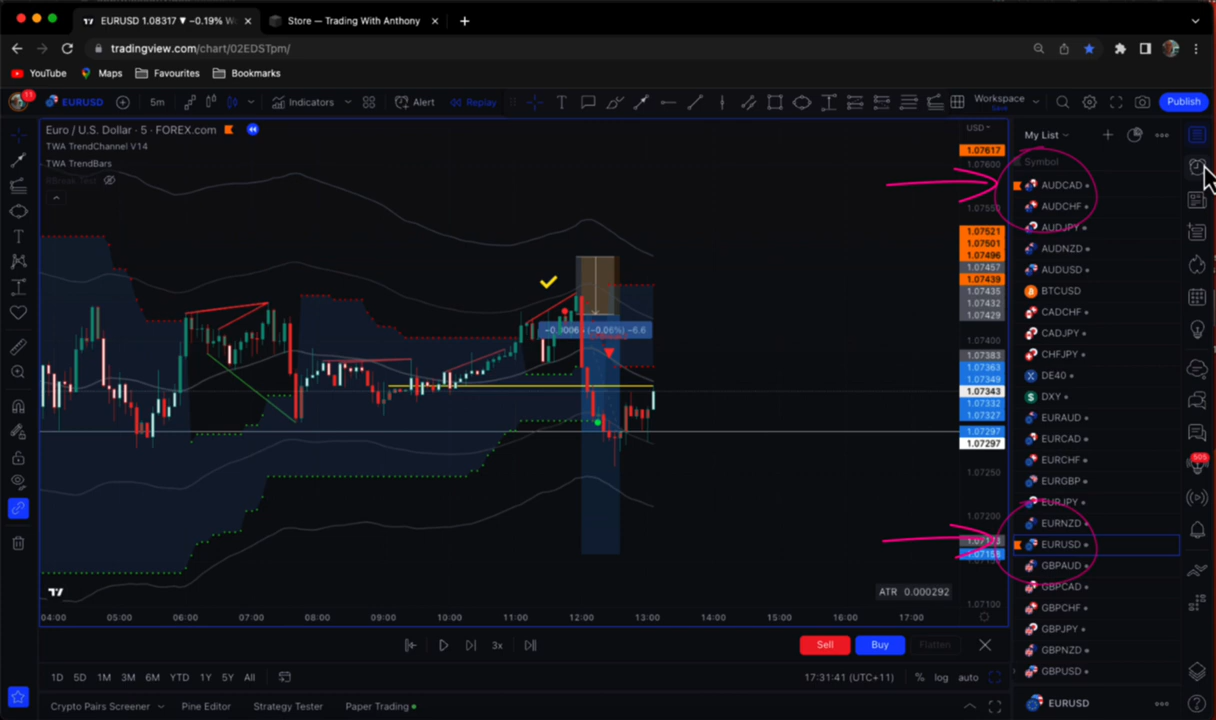 EURUSD 1.08317 ▼ −0.19% W
Store — Trading With Anthony
tradingview.com/chart/02EDSTpm/
YouTube
Maps
Favourites
Bookmarks
11
EURUSD
5m
Indicators
Alert
Replay
Workspace
Save
Publish
Euro / U.S. Dollar · 5 · FOREX.com
TWA TrendChannel V14
TWA TrendBars
USD
1.07617
1.07600
1.07550
1.07521
1.07501
1.07496
1.07457
1.07439
1.07435
1.07432
1.07429
1.07400
1.07383
1.07363
1.07349
1.07343
1.07332
1.07327
1.07297
1.07297
1.07250
1.07200
1.07173
1.07158
1.07100
ATR 0.000292
04:00 05:00 06:00 07:00 08:00 09:00 10:00 11:00 12:00 13:00 14:00 15:00 16:00 17:00
3x
Sell
Buy
Flatten
1D 5D 1M 3M 6M YTD 1Y 5Y All
17:31:41 (UTC+11)
% log auto
Crypto Pairs Screener
Pine Editor
Strategy Tester
Paper Trading
My List
Symbol
AUDCAD
AUDCHF
AUDJPY
AUDNZD
AUDUSD
BTCUSD
CADCHF
CADJPY
CHFJPY
DE40
DXY
EURAUD
EURCAD
EURCHF
EURGBP
EURJPY
EURNZD
EURUSD
GBPAUD
GBPCAD
GBPCHF
GBPJPY
GBPNZD
GBPUSD
EURUSD
505